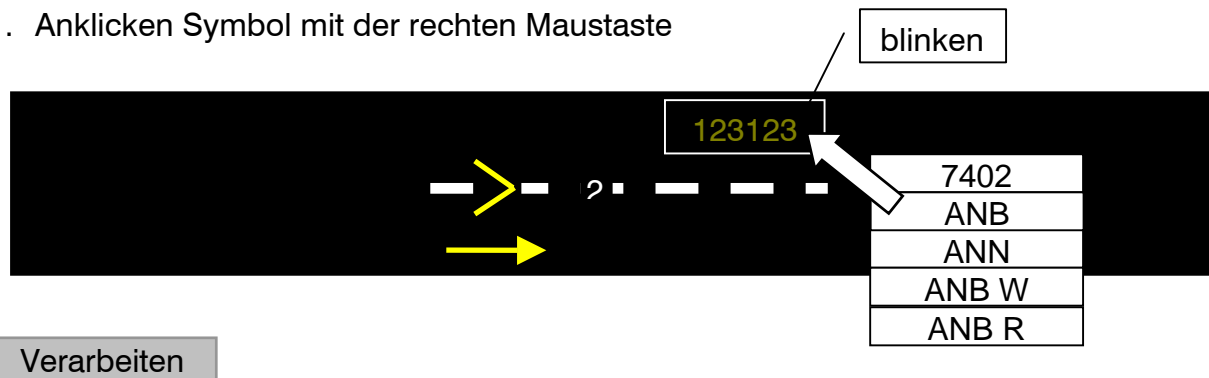 . Anklicken Symbol mit der rechten Maustaste
blinken
123123
?
7402
ANB
ANN
ANB W
ANB R
Verarbeiten